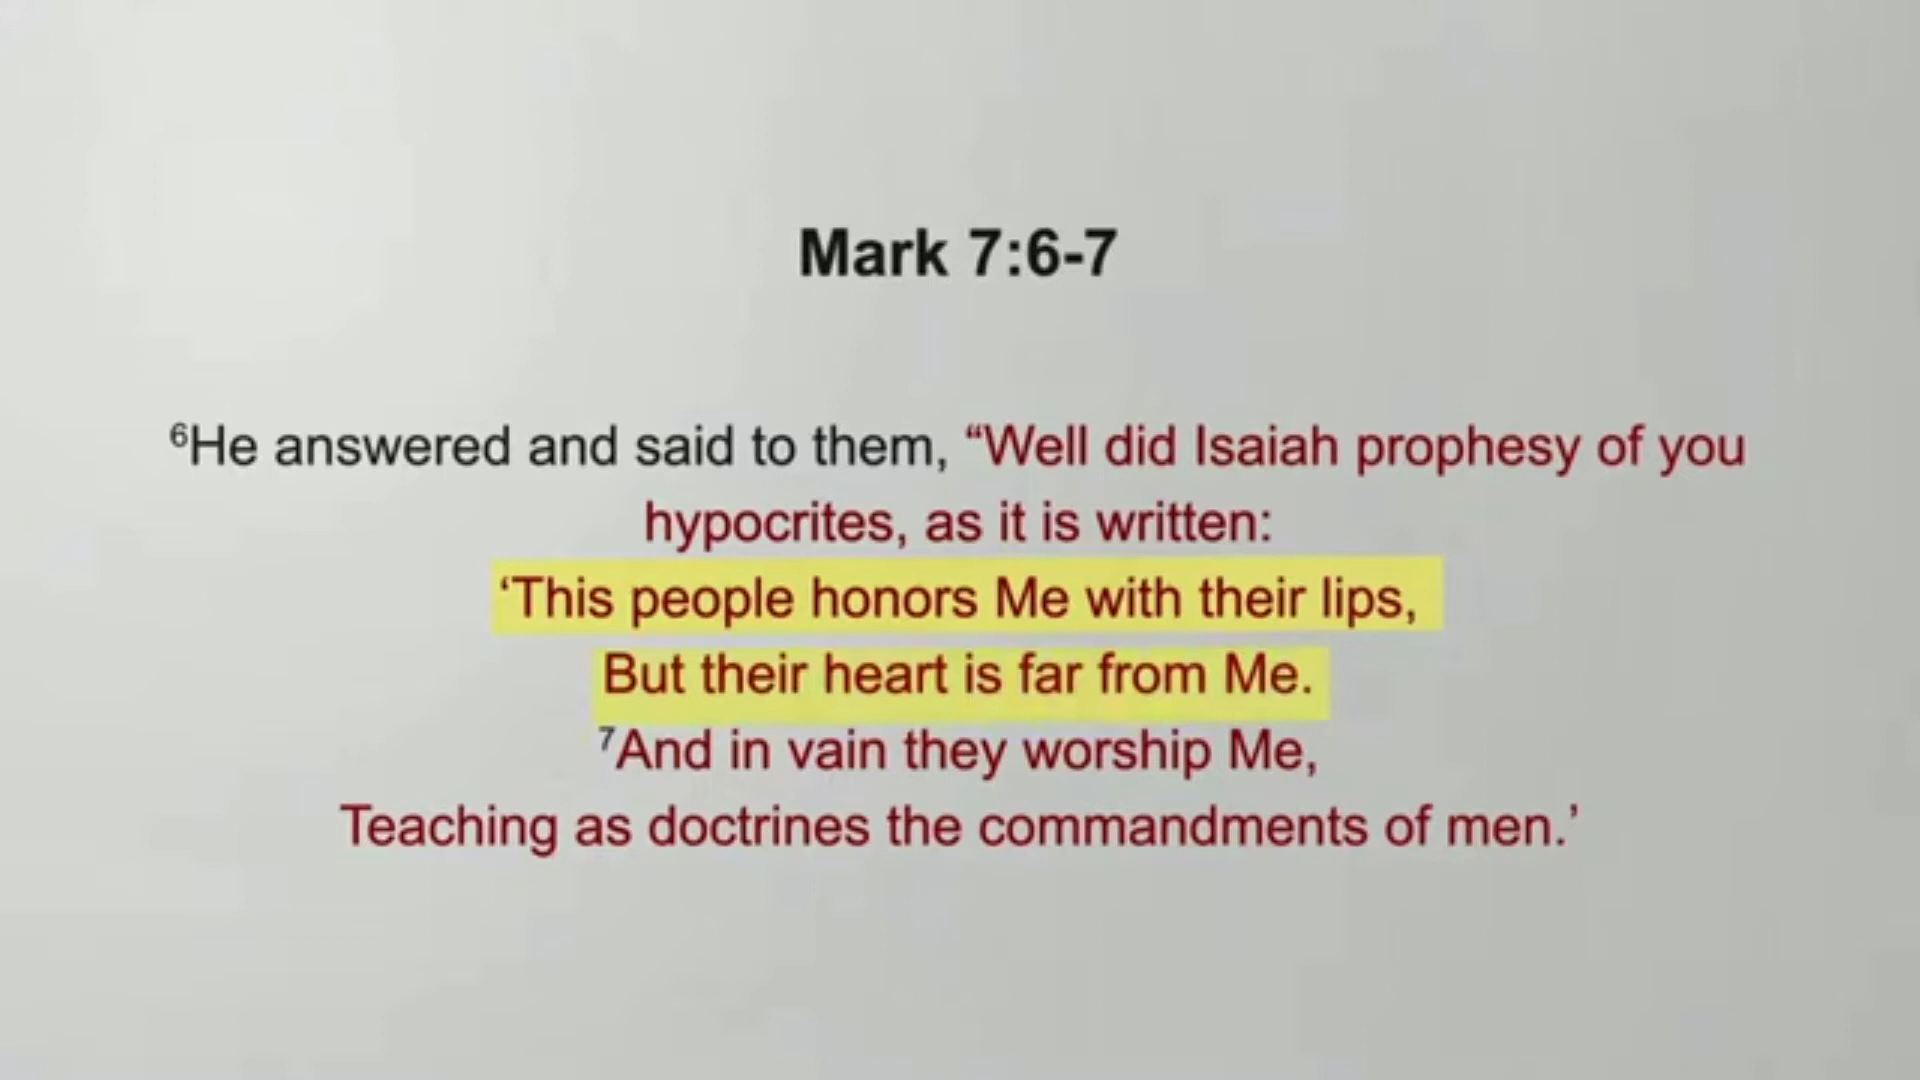 Mark 7:6-7
⁶He answered and said to them, “Well did Isaiah prophesy of you
hypocrites, as it is written:
‘This people honors Me with their lips,
But their heart is far from Me.
⁷And in vain they worship Me,
Teaching as doctrines the commandments of men.’